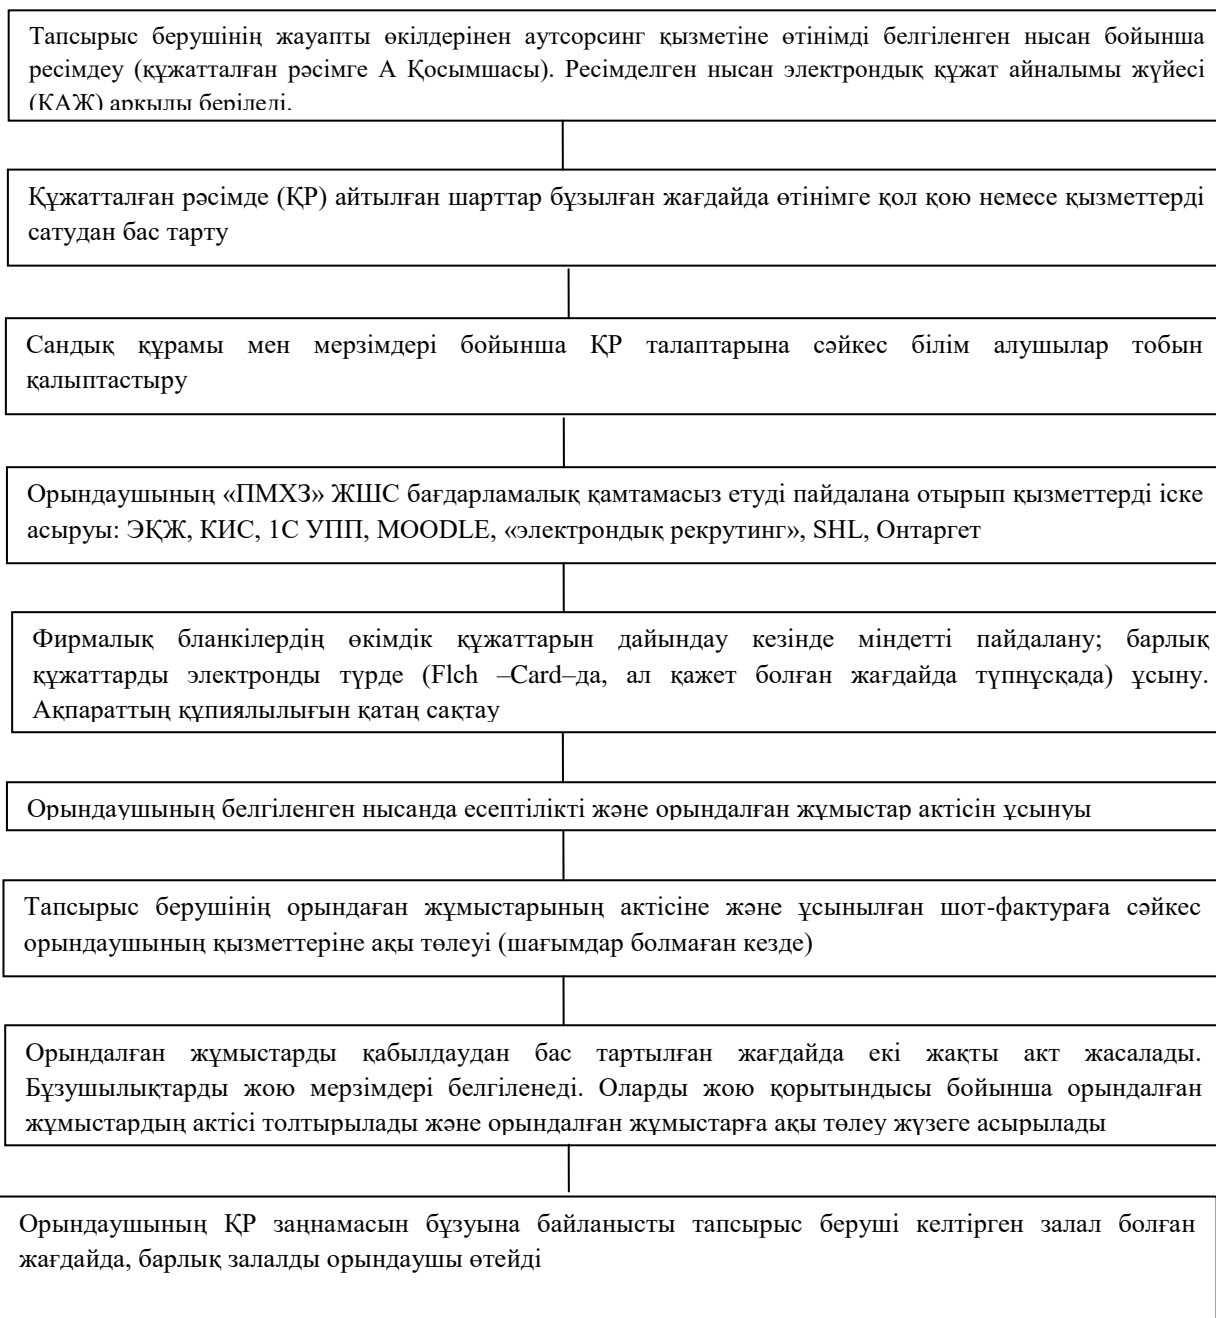 Тапсырыс берушінің жауапты өкілдерінен аутсорсинг қызметіне өтінімді белгіленген нысан бойынша
ресімдеу (құжатталған рәсімге А Қосымшасы). Ресімделген нысан электрондық құжат айналымы жүйесі
(ҚАЖ) арқылы беріледі.
Құжатталған рәсімде (ҚР) айтылған шарттар бұзылған жағдайда өтінімге қол қою немесе қызметтерді
сатудан бас тарту
Сандық құрамы мен мерзімдері бойынша ҚР талаптарына сәйкес білім алушылар тобын
қалыптастыру
Орындаушының «ПМХЗ» ЖШС бағдарламалық қамтамасыз етуді пайдалана отырып қызметтерді іске
асыруы: ЭҚЖ, КИС, 1С УПП, MOODLE, «электрондық рекрутинг», SHL, Онтаргет
Фирмалық бланкілердің өкімдік құжаттарын дайындау кезінде міндетті пайдалану; барлық
құжаттарды электронды түрде (Flch –Card–да, ал қажет болған жағдайда түпнұсқада) ұсыну.
Ақпараттың құпиялылығын қатаң сақтау
Орындаушының белгіленген нысанда есептілікті және орындалған жұмыстар актісін ұсынуы
Тапсырыс берушінің орындаған жұмыстарының актісіне және ұсынылған шот-фактураға сәйкес
орындаушының қызметтеріне ақы төлеуі (шағымдар болмаған кезде)
Орындалған жұмыстарды қабылдаудан бас тартылған жағдайда екі жақты акт жасалады.
Бұзушылықтарды жою мерзімдері белгіленеді. Оларды жою қорытындысы бойынша орындалған
жұмыстардың актісі толтырылады және орындалған жұмыстарға ақы төлеу жүзеге асырылады
Орындаушының ҚР заңнамасын бұзуына байланысты тапсырыс беруші келтірген залал болған
жағдайда, барлық залалды орындаушы өтейді